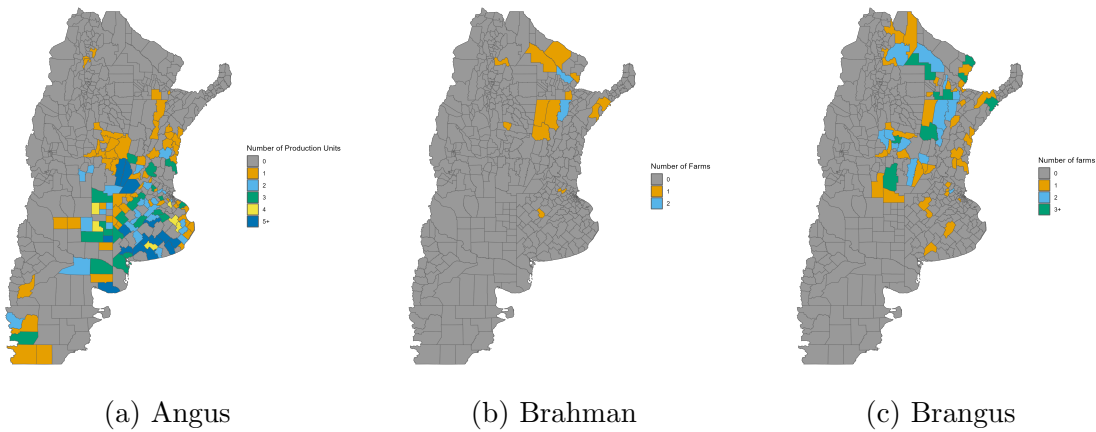 Number of Production Units
0
1
2
3
4
5+
Number of Farms
0
1
2
Number of farms
0
1
2
3+
(a) Angus
(b) Brahman
(c) Brangus